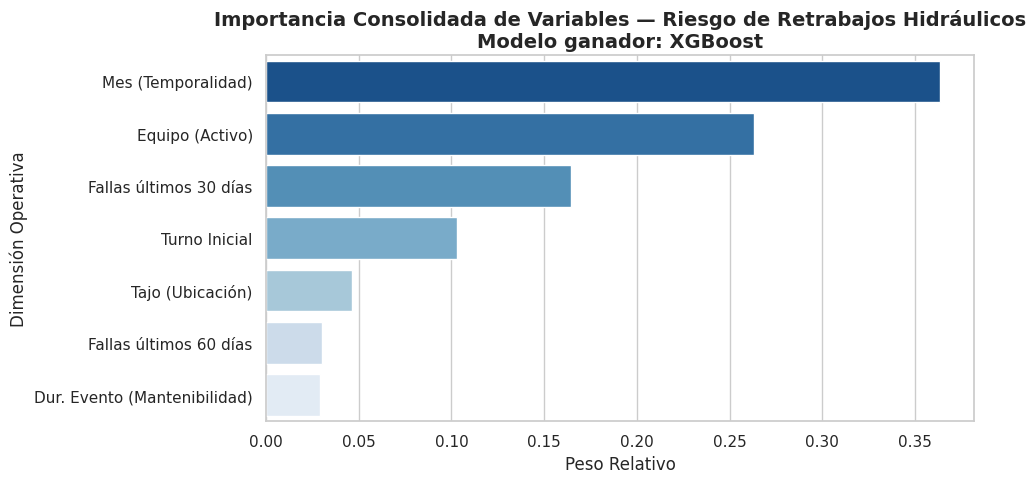 Importancia Consolidada de Variables — Riesgo de Retrabajos Hidráulicos
Modelo ganador: XGBoost
Dimensión Operativa
Mes (Temporalidad)
Equipo (Activo)
Fallas últimos 30 días
Turno Inicial
Tajo (Ubicación)
Fallas últimos 60 días
Dur. Evento (Mantenibilidad)
0.00 0.05 0.10 0.15 0.20 0.25 0.30 0.35
Peso Relativo